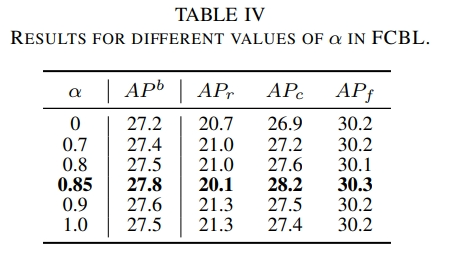 TABLE IV
RESULTS FOR DIFFERENT VALUES OF α IN FCBL.
α | AP^b | AP_r AP_c AP_f
0 27.2 20.7 26.9 30.2
0.7 27.4 21.0 27.2 30.2
0.8 27.5 21.0 27.6 30.1
0.85 27.8 20.1 28.2 30.3
0.9 27.6 21.3 27.5 30.2
1.0 27.5 21.3 27.4 30.2